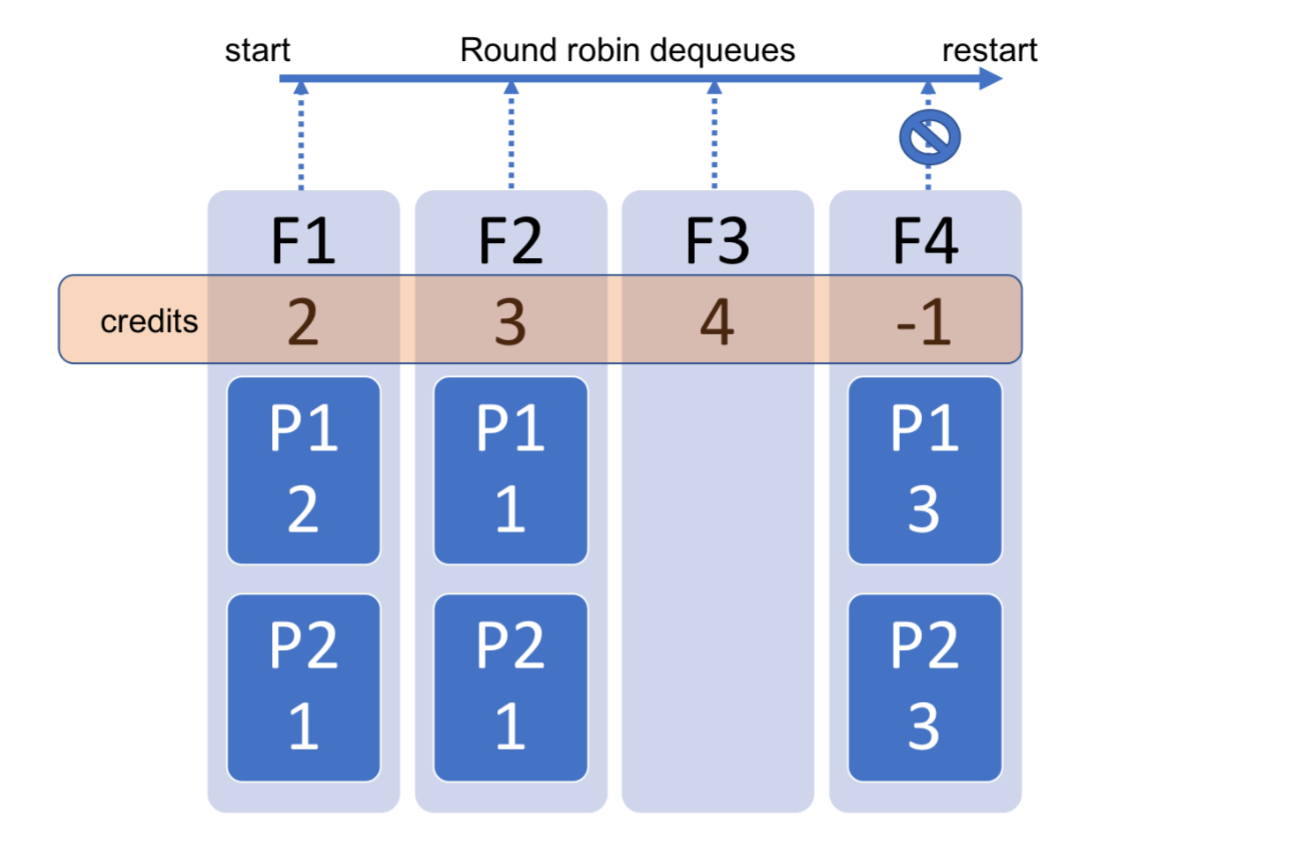 start Round robin dequeues restart
F1 F2 F3 F4
credits 2 3 4 -1
P1 P1 P1
2 1 3
P2 P2 P2
1 1 3